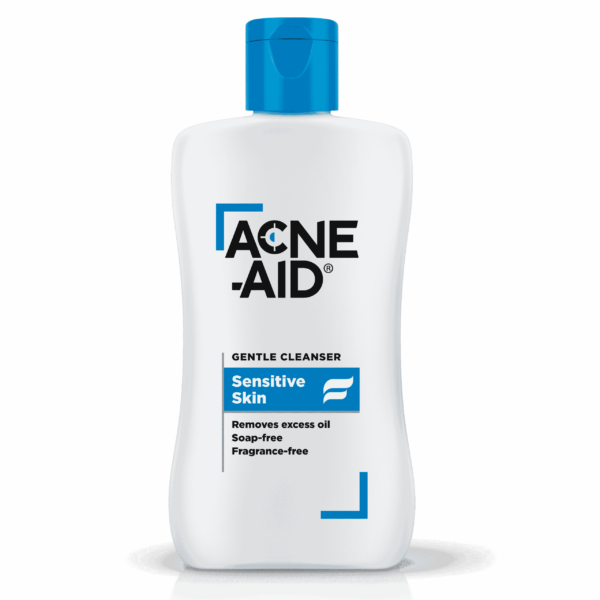 ACNE
-AID®
GENTLE CLEANSER
Sensitive
Skin
Removes excess oil
Soap-free
Fragrance-free